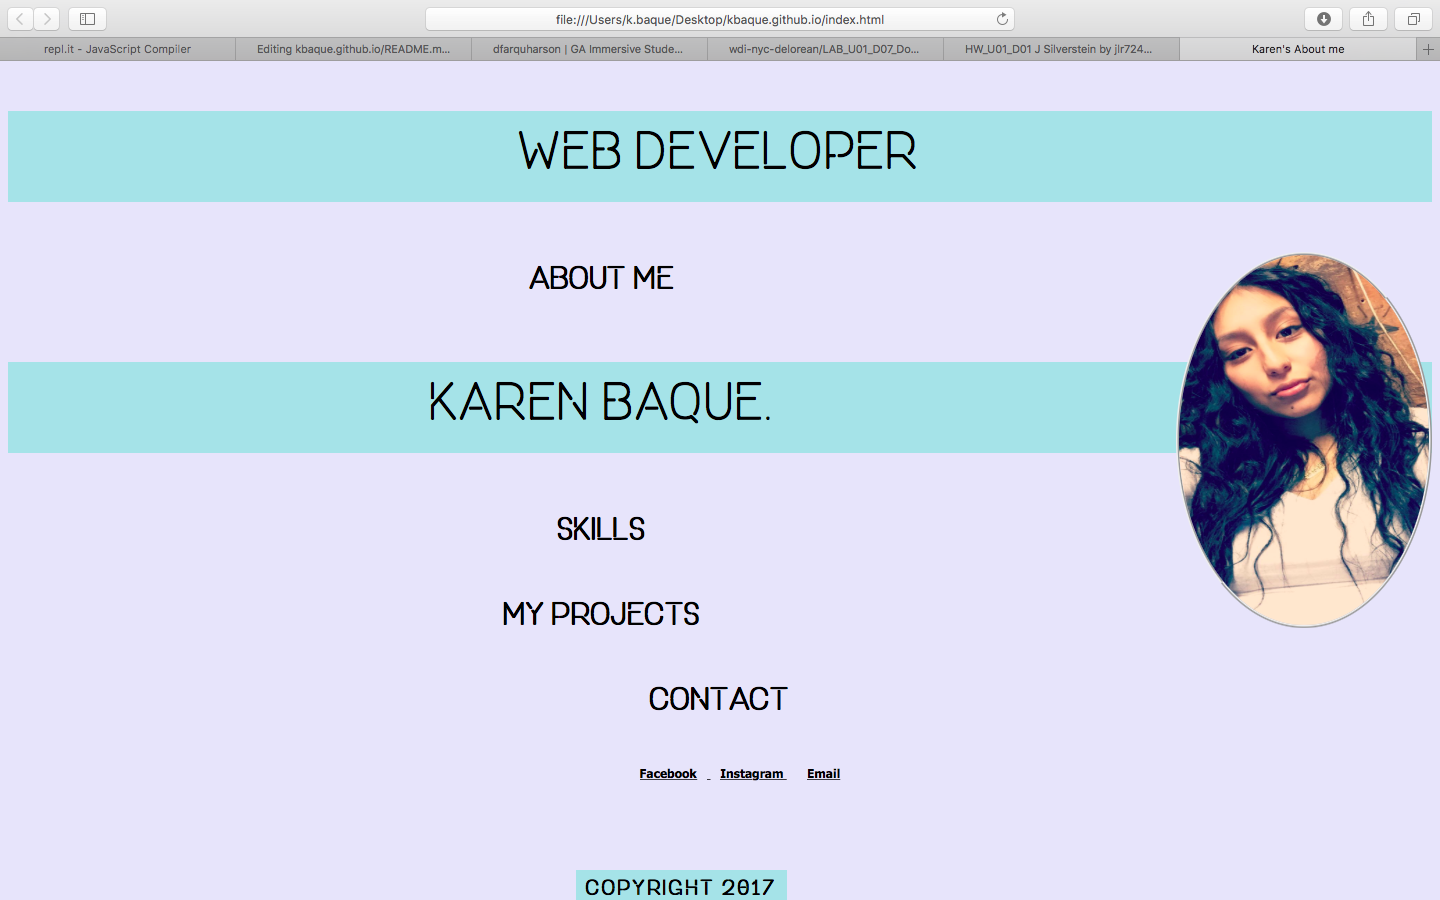 file:///Users/k.baque/Desktop/kbaque.github.io/index.html
repl.it - JavaScript Compiler
Editing kbaque.github.io/README.m...
dfarquharson | GA Immersive Stude...
wdi-nyc-delorean/LAB_U01_D07_Do...
HW_U01_D01 J Silverstein by jlr724...
Karen's About me
WEB DEVELOPER
ABOUT ME
KAREN BAQUE.
SKILLS
MY PROJECTS
CONTACT
Facebook Instagram Email
COPYRIGHT 2017